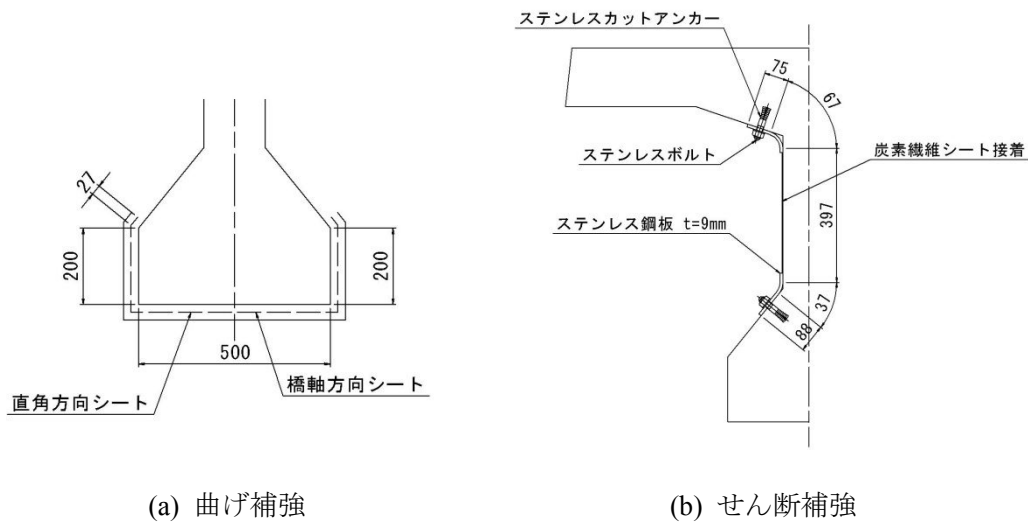 27
200
200
500
直角方向シート
橋軸方向シート
(a) 曲げ補強
ステンレスカットアンカー
75
67
ステンレスボルト
炭素繊維シート接着
397
ステンレス鋼板 t=9mm
37
88
(b) せん断補強